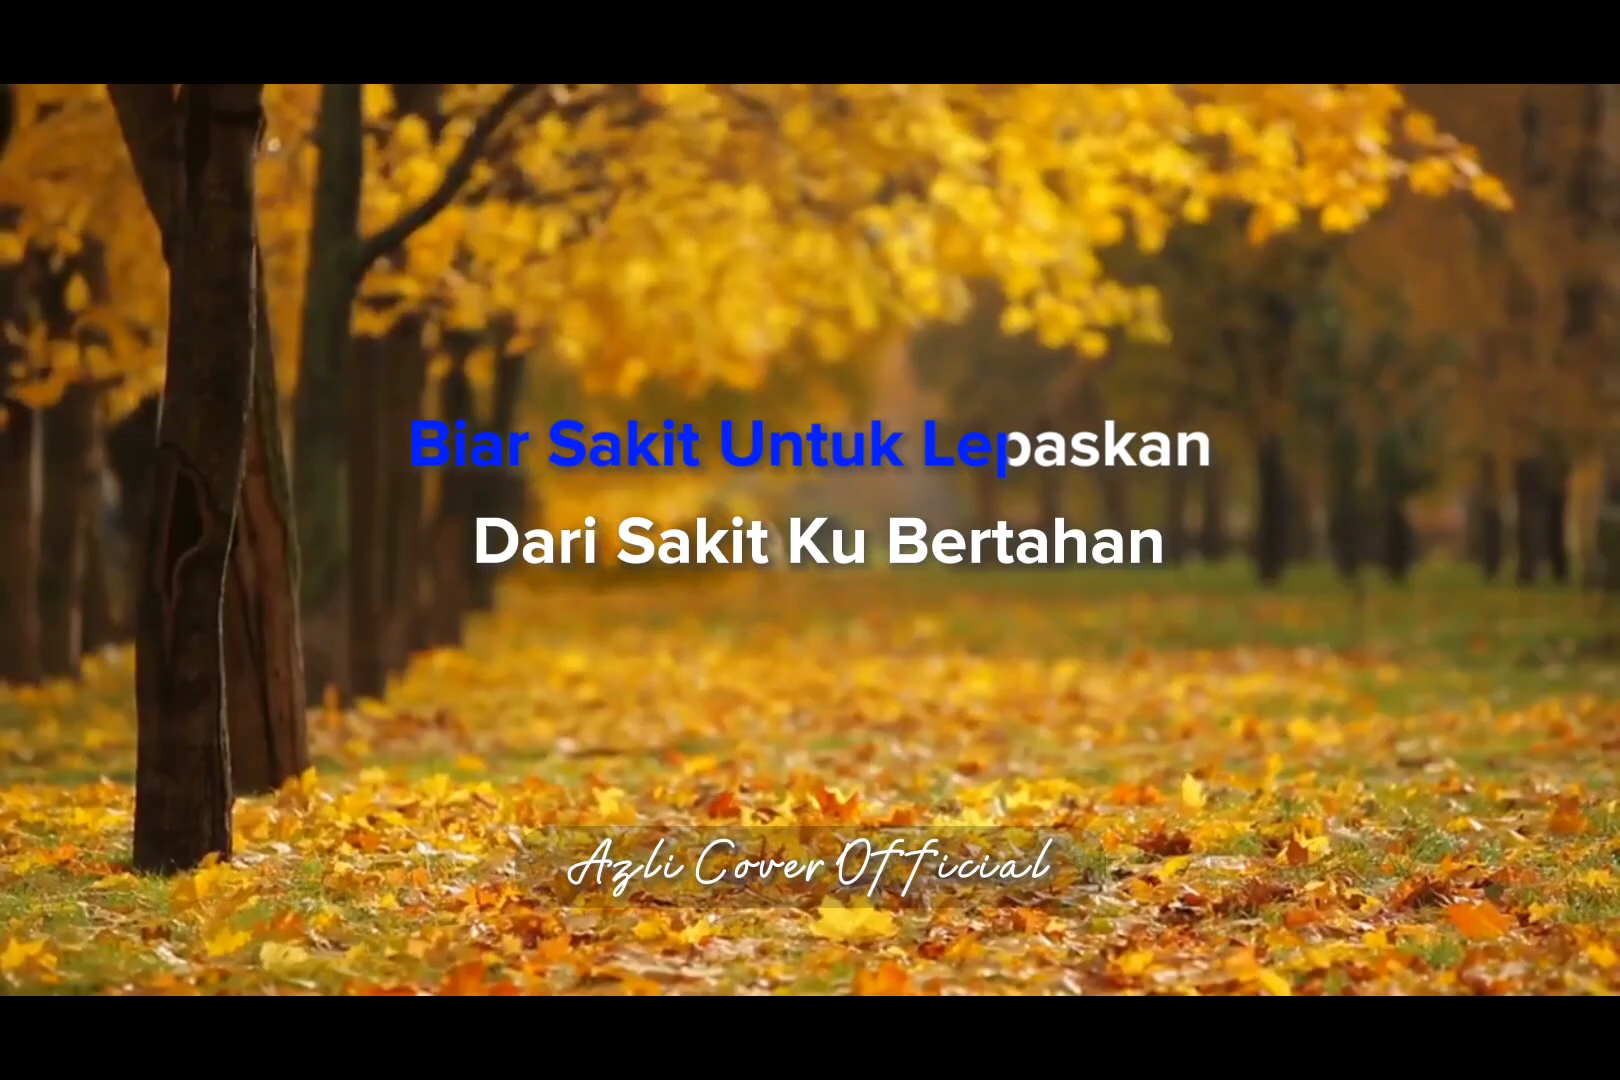 Biar Sakit Untuk Lepaskan
Dari Sakit Ku Bertahan
Azli Cover Official